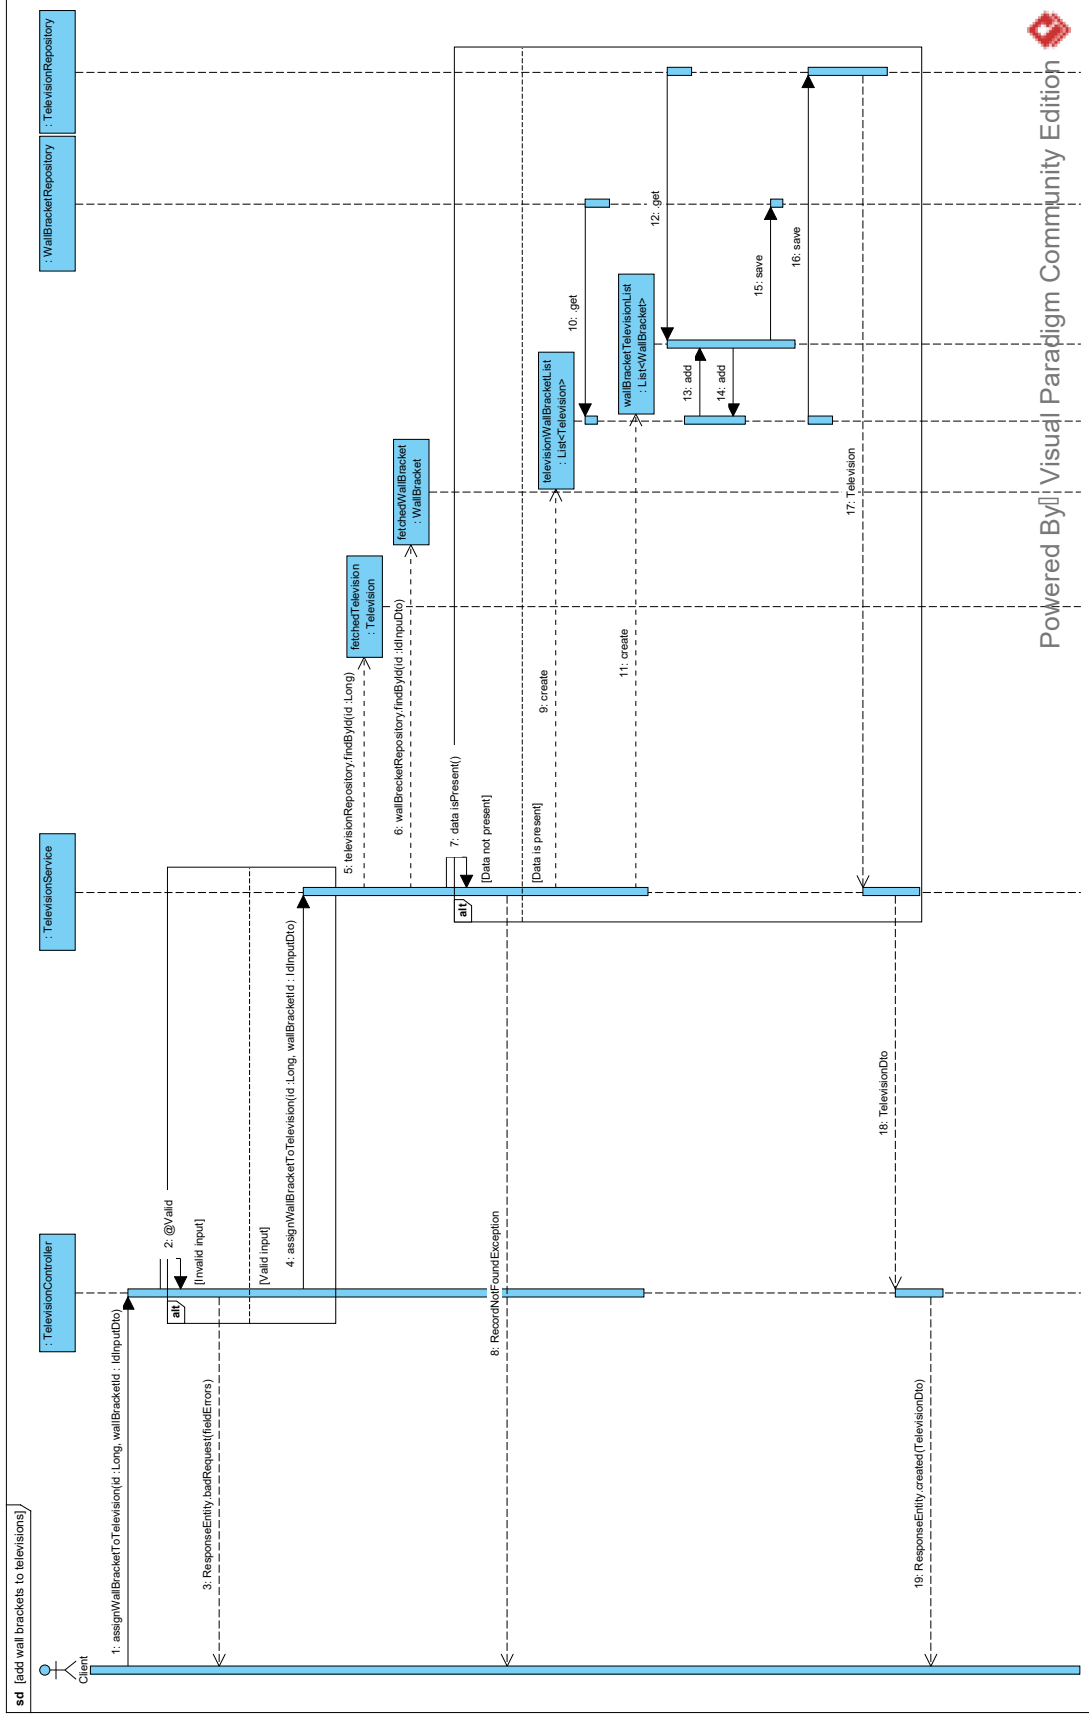 sd [add wall brackets to televisions]
Client
: TelevisionController
: TelevisionService
: WallBracketRepository
: TelevisionRepository
1: assignWallBracketToTelevision(id :Long, wallBracketId : IdInputDto)
alt
2: @Valid
[Invalid input]
3: ResponseEntity.badRequest(fieldErrors)
[Valid input]
4: assignWallBracketToTelevision(id :Long, wallBracketId : IdInputDto)
5: televisionRepository.findById(id :Long)
fetchedTelevision
: Television
6: wallBrecketRepository.findById(id :IdInpuDto)
fetchedWallBracket
: WallBracket
alt
7: data isPresent()
[Data not present]
8: RecordNotFoundException
[Data is present]
9: create
televisionWallBracketList
: List<Television>
10: .get
11: create
wallBracketTelevisionList
: List<WallBracket>
12: .get
13: add
14: add
15: save
16: save
17: Television
18: TelevisionDto
19: ResponseEntity.created(TelevisionDto)
Powered By Visual Paradigm Community Edition